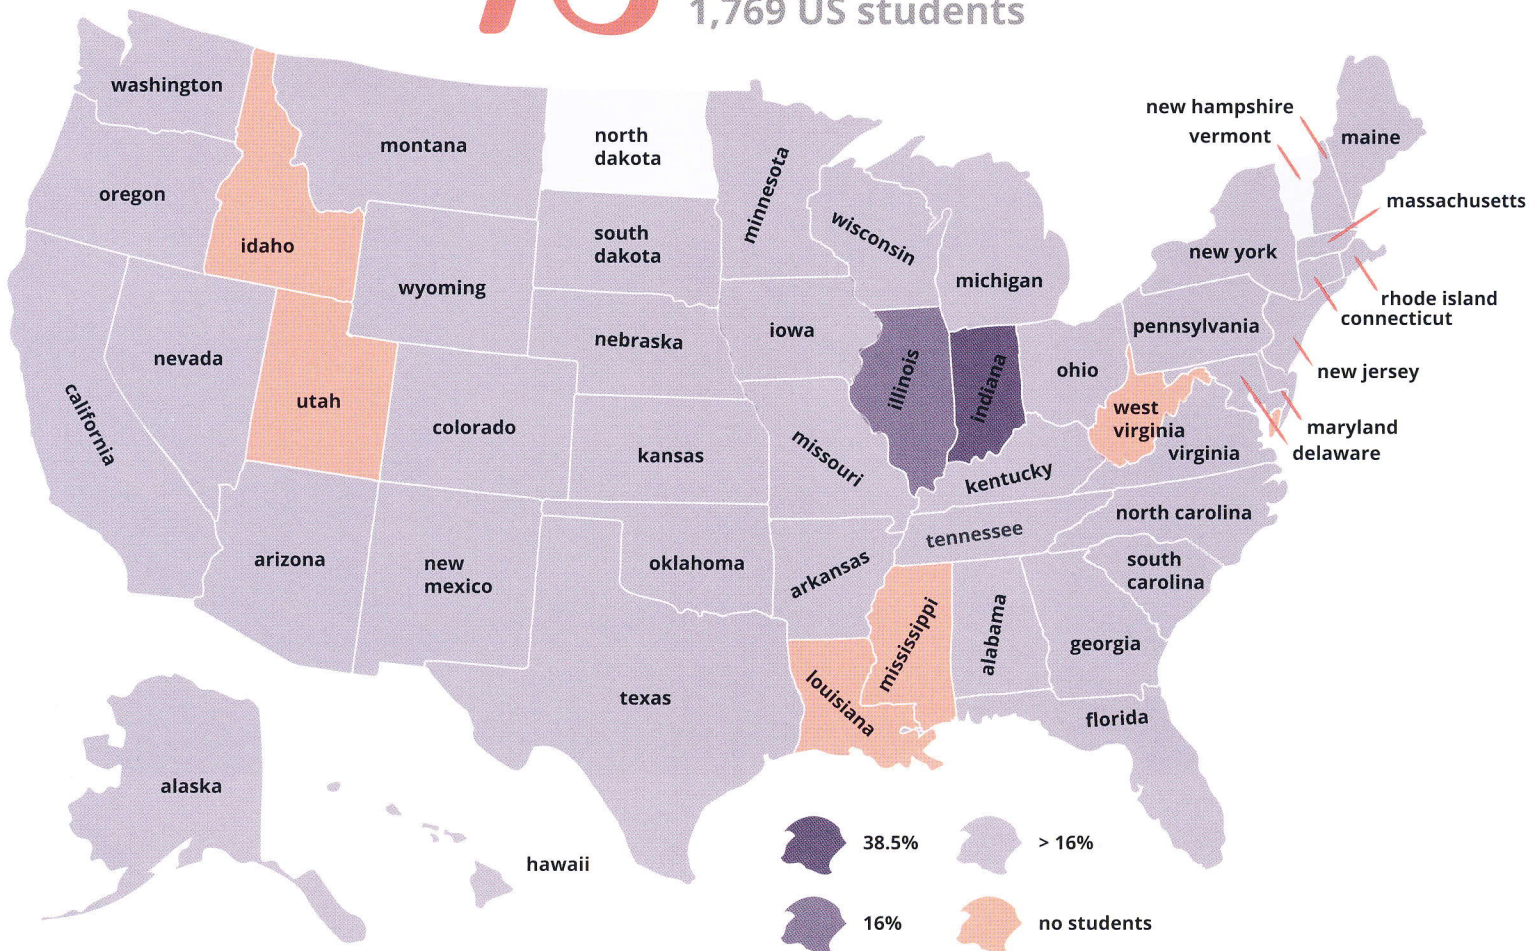 1,769 US students
washington
oregon
idaho
montana
north
dakota
south
dakota
minnesota
wisconsin
michigan
new hampshire
vermont
maine
massachusetts
new york
rhode island
connecticut
pennsylvania
new jersey
maryland
delaware
wyoming
nebraska
iowa
illinois
indiana
ohio
west
virginia
virginia
nevada
utah
california
colorado
kansas
missouri
kentucky
north carolina
tennessee
south
carolina
arizona
new
mexico
oklahoma
arkansas
mississippi
alabama
georgia
louisiana
texas
florida
alaska
hawaii
38.5%
> 16%
16%
no students